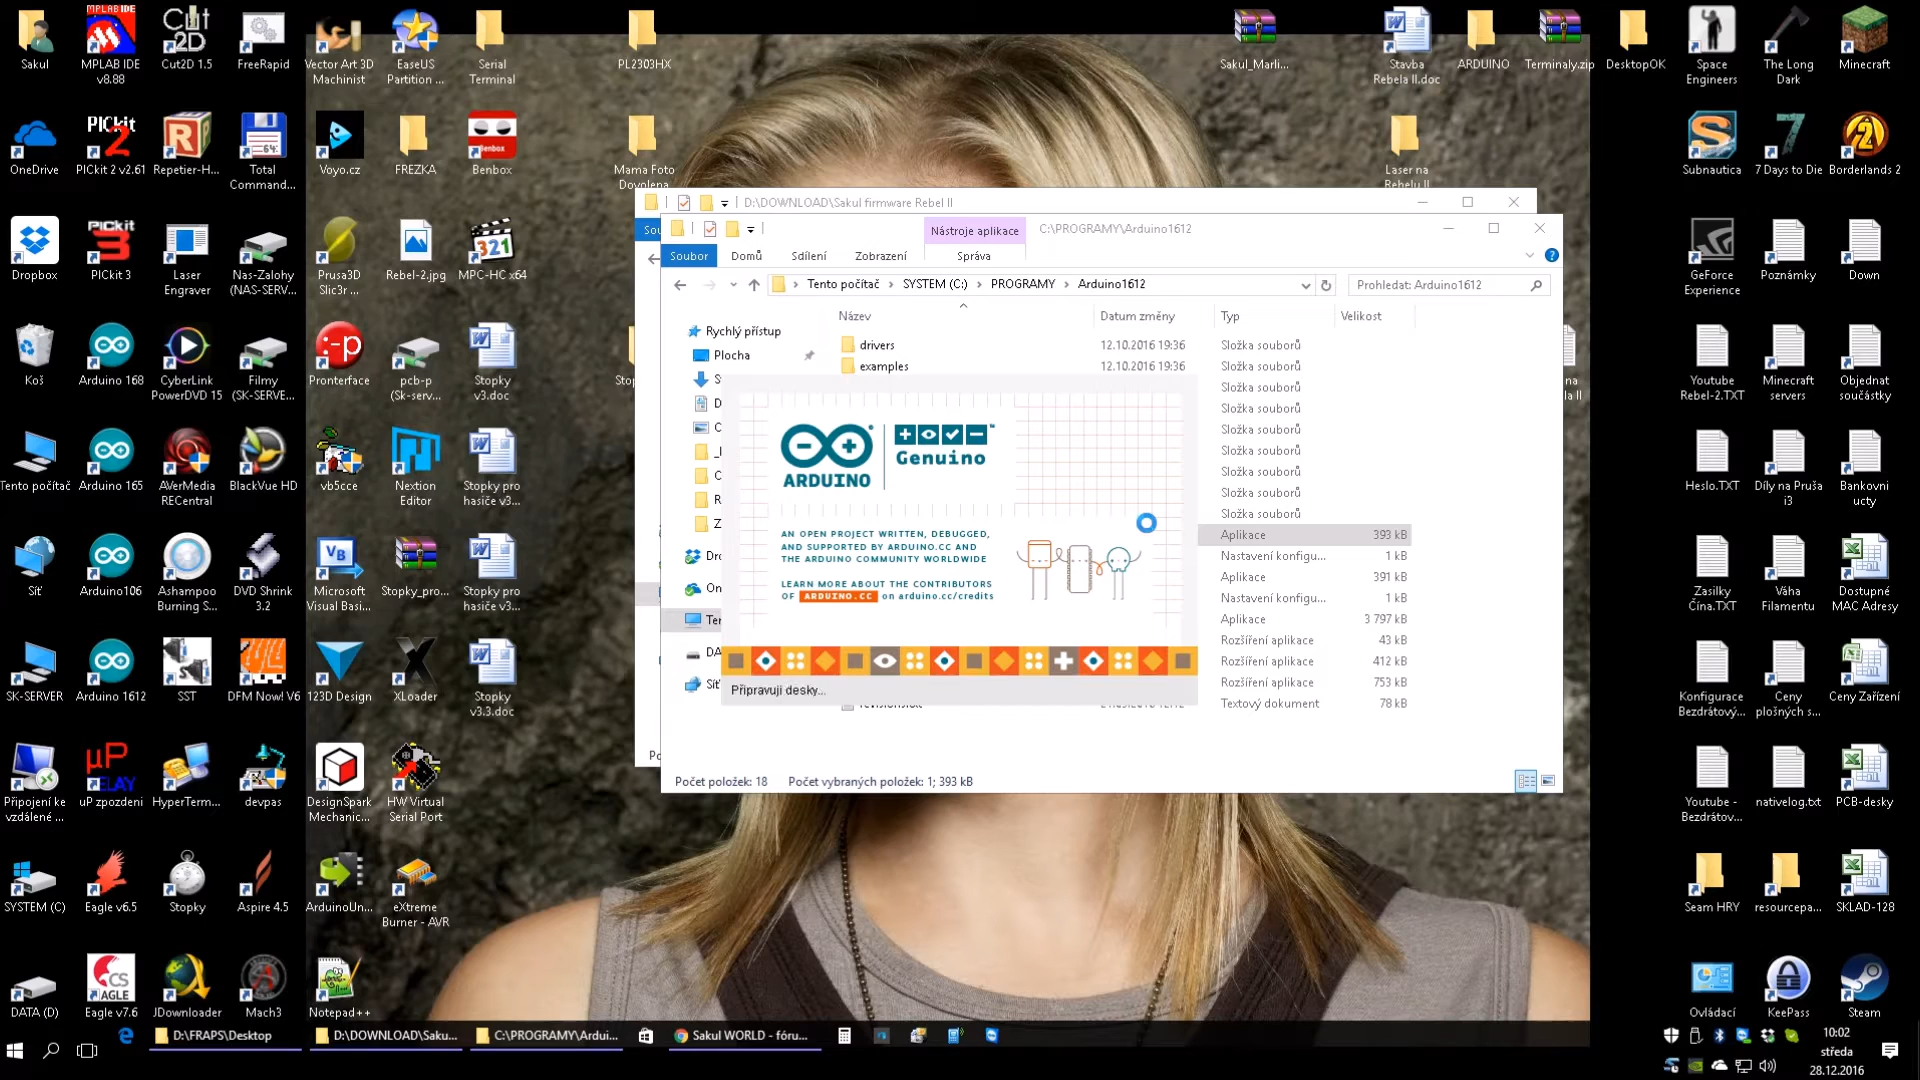 Sakul
MPLAB IDE
v8.88
Cut2D 1.5
FreeRapid
Vector Art 3D
Machinist
EaseUS
Partition ...
Serial
Terminal
PL2303HX
Sakul_Marli...
Stavba
Rebela II.doc
ARDUINO
Terminaly.zip
DesktopOK
Space
Engineers
The Long
Dark
Minecraft
OneDrive
PICkit 2 v2.61
Repetier-H...
Total
Command...
Voyo.cz
FREZKA
Benbox
Mama Foto
Dovolena
Laser na
Rebelu II
Subnautica
7 Days to Die
Borderlands 2
D:\DOWNLOAD\Sakul firmware Rebel II
Nástroje aplikace
C:\PROGRAMY\Arduino1612
Soubor
Domů
Sdílení
Zobrazení
Správa
Tento počítač
SYSTEM (C:)
PROGRAMY
Arduino1612
Prohledat: Arduino1612
Název
Datum změny
Typ
Velikost
Rychlý přístup
Plocha
drivers
12.10.2016 19:36
Složka souborů
examples
12.10.2016 19:36
Složka souborů
Složka souborů
Složka souborů
Složka souborů
Složka souborů
Složka souborů
Složka souborů
Složka souborů
Aplikace
393 kB
Nastavení konfigu...
1 kB
Aplikace
391 kB
Nastavení konfigu...
1 kB
Aplikace
3 797 kB
Rozšíření aplikace
43 kB
Rozšíření aplikace
412 kB
Rozšíření aplikace
753 kB
Textový dokument
78 kB
ARDUINO
Genuino
AN OPEN PROJECT WRITTEN, DEBUGGED,
AND SUPPORTED BY ARDUINO.CC AND
THE ARDUINO COMMUNITY WORLDWIDE
LEARN MORE ABOUT THE CONTRIBUTORS
OF ARDUINO.CC on arduino.cc/credits
Připravuji desky...
Počet položek: 18
Počet vybraných položek: 1; 393 kB
Dropbox
PICkit 3
Laser
Engraver
Nas-Zalohy
(NAS-SERV...
Prusa3D
Slic3r ...
Rebel-2.jpg
MPC-HC x64
GeForce
Experience
Poznámky
Down
Koš
Arduino 168
CyberLink
PowerDVD 15
Filmy
(SK-SERVE...
Pronterface
pcb-p
(Sk-serv...
Stopky
v3.doc
Youtube
Rebel-2.TXT
Minecraft
servers
Objednat
součástky
Tento počítač
Arduino 165
AVerMedia
RECentral
BlackVue HD
vb5cce
Nextion
Editor
Stopky pro
hasiče v3...
Heslo.TXT
Díly na Pruša
i3
Bankovni
ucty
Síť
Arduino106
Ashampoo
Burning S...
DVD Shrink
3.2
Microsoft
Visual Basi...
Stopky_pro...
Stopky pro
hasiče v3...
Zasilky
Čína.TXT
Váha
Filamentu
Dostupné
MAC Adresy
SK-SERVER
Arduino 1612
SST
DFM Now! V6
123D Design
XLoader
Stopky
v3.3.doc
Konfigurace
Bezdrátový...
Ceny
plošných s...
Ceny Zařízení
Připojení ke
vzdálené ...
uP zpozdeni
HyperTerm...
devpas
DesignSpark
Mechanic...
HW Virtual
Serial Port
Youtube -
Bezdrátov...
nativelog.txt
PCB-desky
SYSTEM (C)
Eagle v6.5
Stopky
Aspire 4.5
ArduinoUn...
eXtreme
Burner - AVR
Seam HRY
resourcepa...
SKLAD-128
DATA (D)
Eagle v7.6
JDownloader
Mach3
Notepad++
Ovládací
KeePass
Steam
D:\FRAPS\Desktop
D:\DOWNLOAD\Saku...
C:\PROGRAMY\Ardui...
Sakul WORLD - fóru...
10:02
středa
28.12.2016